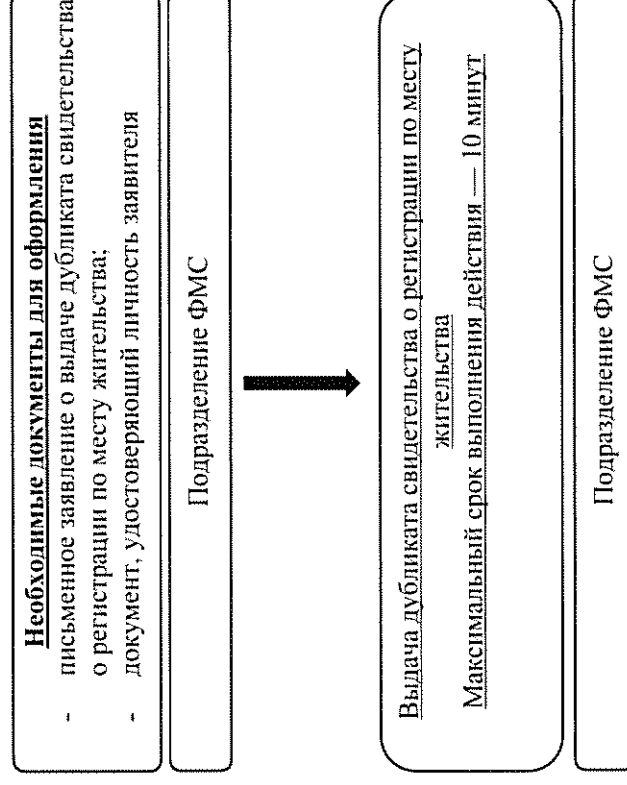 Необходимые документы для оформления
- письменное заявление о выдаче дубликата свидетельства
о регистрации по месту жительства;
- документ, удостоверяющий личность заявителя
Подразделение ФМС
Выдача дубликата свидетельства о регистрации по месту
жительства
Максимальный срок выполнения действия — 10 минут
Подразделение ФМС